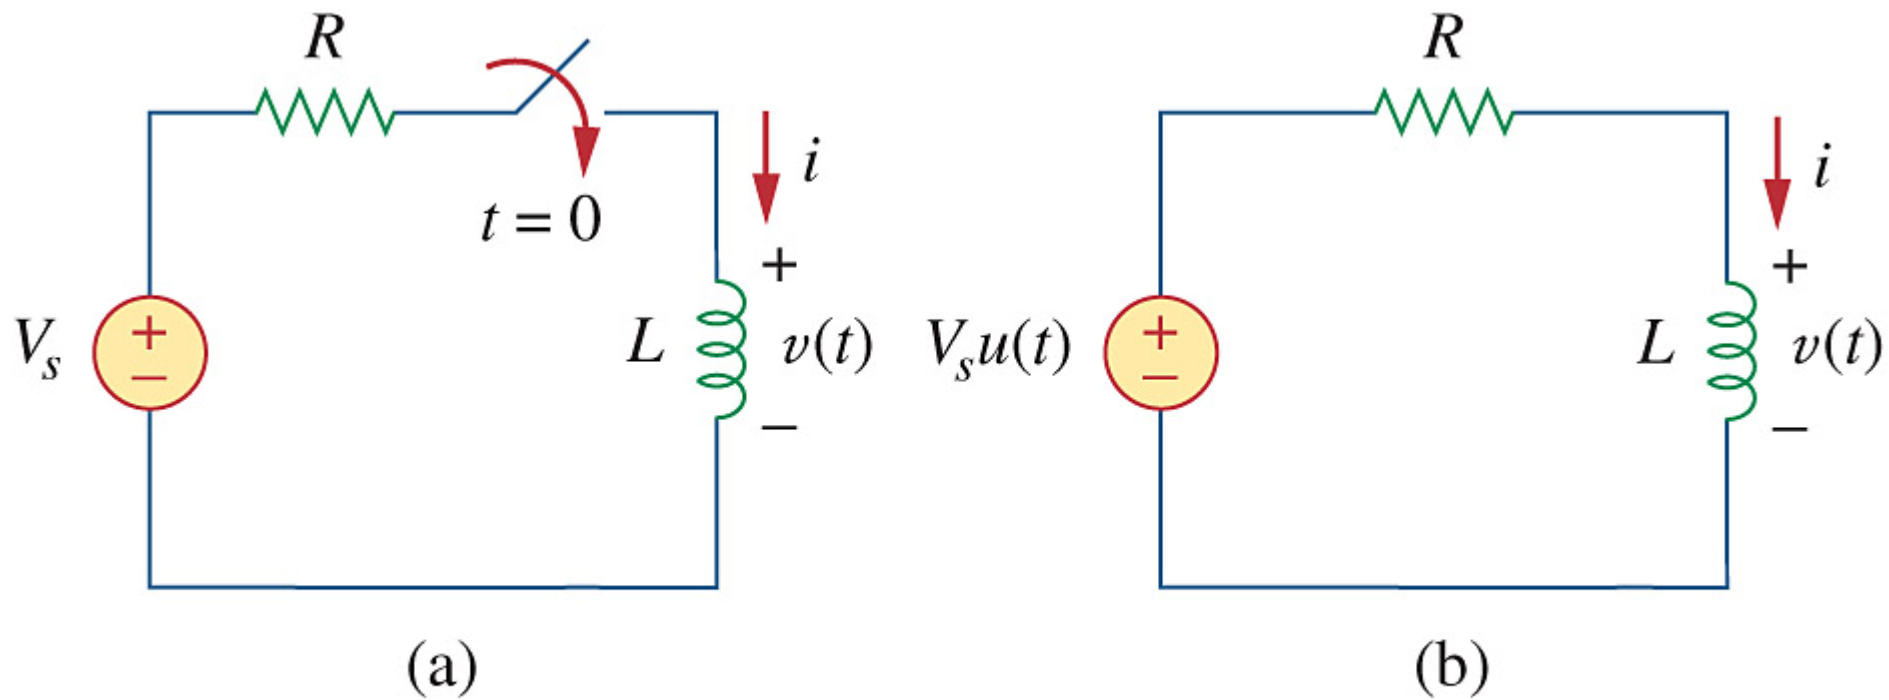 R
t = 0
i
+
V_s
+
−
L
v(t)
−
(a)
R
i
+
V_s u(t)
+
−
L
v(t)
−
(b)